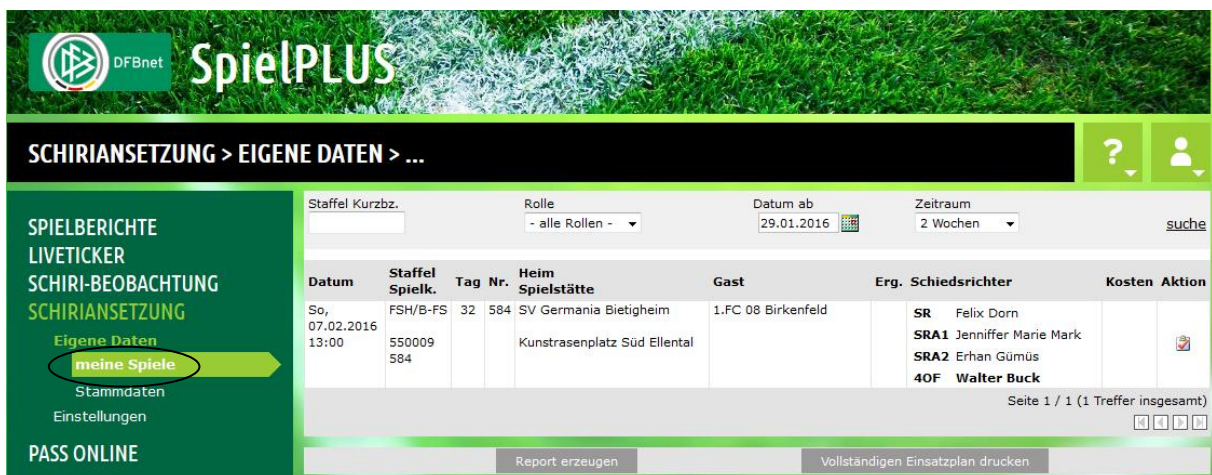 DFBnet SpielPLUS
SCHIRIANSETZUNG > EIGENE DATEN > ...
?
SPIELBERICHTE
LIVETICKER
SCHIRI-BEOBACHTUNG
SCHIRIANSETZUNG
Eigene Daten
meine Spiele
Stammdaten
Einstellungen
PASS ONLINE
Staffel Kurzbz. Rolle Datum ab Zeitraum
- alle Rollen - 29.01.2016 2 Wochen suche
Datum Staffel Spielk. Tag Nr. Heim Spielstätte Gast Erg. Schiedsrichter Kosten Aktion
So, FSH/B-FS 32 584 SV Germania Bietigheim 1.FC 08 Birkenfeld SR Felix Dorn
07.02.2016 SRA1 Jenniffer Marie Mark
13:00 550009 Kunstrasenplatz Süd Ellental SRA2 Erhan Gümüs
584 4OF Walter Buck
Seite 1 / 1 (1 Treffer insgesamt)
Report erzeugen Vollständigen Einsatzplan drucken